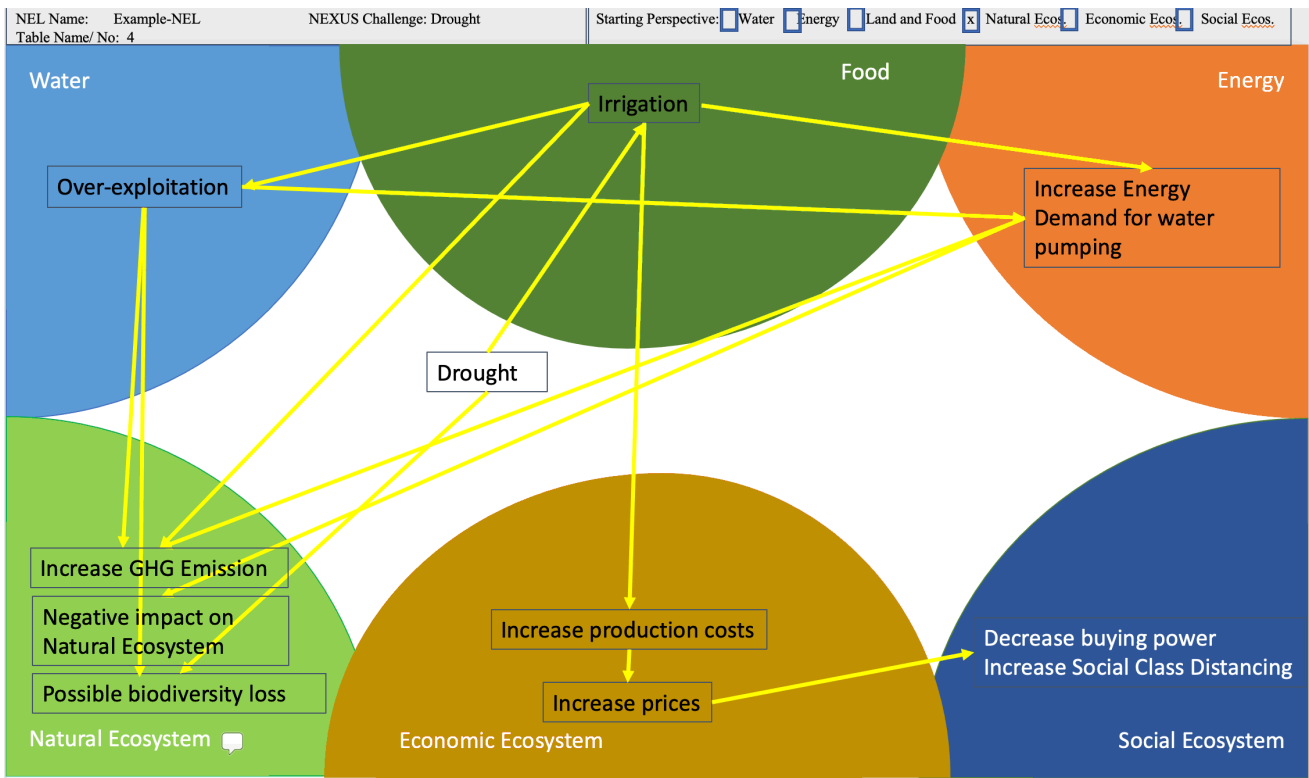 NEL Name: Example-NEL NEXUS Challenge: Drought
Table Name/ No: 4
Starting Perspective: Water Energy Land and Food x Natural Ecos. Economic Ecos. Social Ecos.
Water
Food
Energy
Irrigation
Over-exploitation
Increase Energy
Demand for water
pumping
Drought
Increase GHG Emission
Negative impact on
Natural Ecosystem
Possible biodiversity loss
Natural Ecosystem
Increase production costs
Increase prices
Economic Ecosystem
Decrease buying power
Increase Social Class Distancing
Social Ecosystem